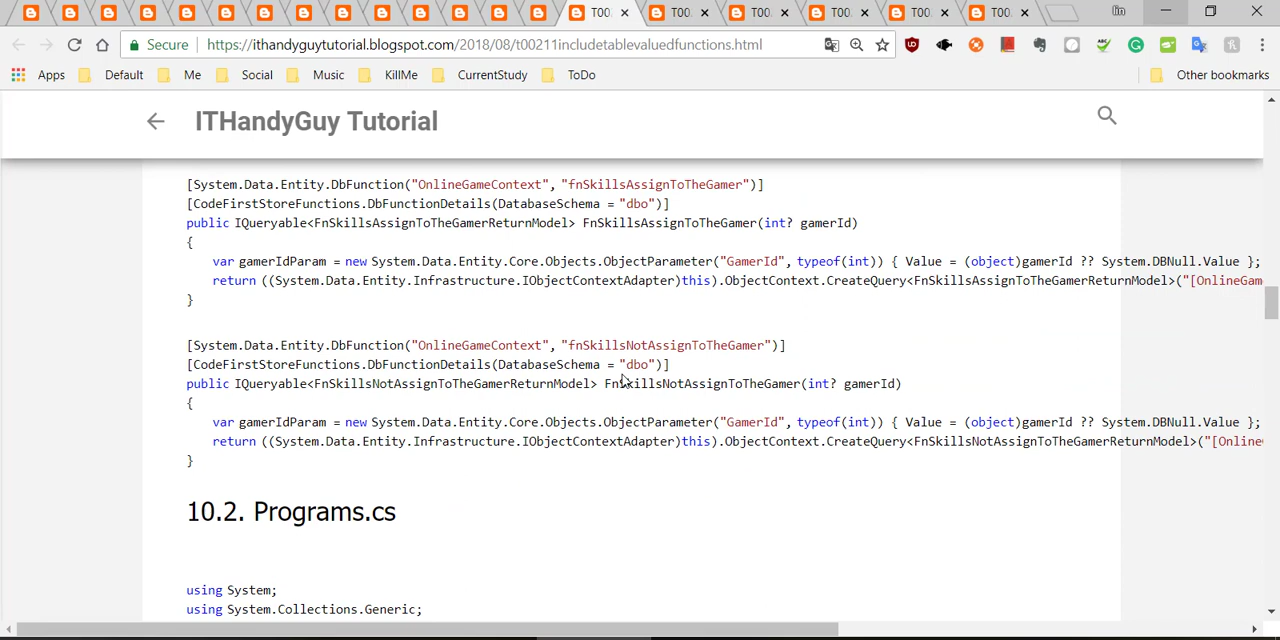 T00
T00
T00
T00
T00
T00
Secure
https://ithandyguytutorial.blogspot.com/2018/08/t00211includetablevaluedfunctions.html
Apps
Default
Me
Social
Music
KillMe
CurrentStudy
ToDo
Other bookmarks
ITHandyGuy Tutorial
[System.Data.Entity.DbFunction("OnlineGameContext", "fnSkillsAssignToTheGamer")]
[CodeFirstStoreFunctions.DbFunctionDetails(DatabaseSchema = "dbo")]
public IQueryable<FnSkillsAssignToTheGamerReturnModel> FnSkillsAssignToTheGamer(int? gamerId)
{
var gamerIdParam = new System.Data.Entity.Core.Objects.ObjectParameter("GamerId", typeof(int)) { Value = (object)gamerId ?? System.DBNull.Value };
return ((System.Data.Entity.Infrastructure.IObjectContextAdapter)this).ObjectContext.CreateQuery<FnSkillsAssignToTheGamerReturnModel>("[OnlineGam
}
[System.Data.Entity.DbFunction("OnlineGameContext", "fnSkillsNotAssignToTheGamer")]
[CodeFirstStoreFunctions.DbFunctionDetails(DatabaseSchema = "dbo")]
public IQueryable<FnSkillsNotAssignToTheGamerReturnModel> FnSkillsNotAssignToTheGamer(int? gamerId)
{
var gamerIdParam = new System.Data.Entity.Core.Objects.ObjectParameter("GamerId", typeof(int)) { Value = (object)gamerId ?? System.DBNull.Value };
return ((System.Data.Entity.Infrastructure.IObjectContextAdapter)this).ObjectContext.CreateQuery<FnSkillsNotAssignToTheGamerReturnModel>("[Online
}
10.2. Programs.cs
using System;
using System.Collections.Generic;